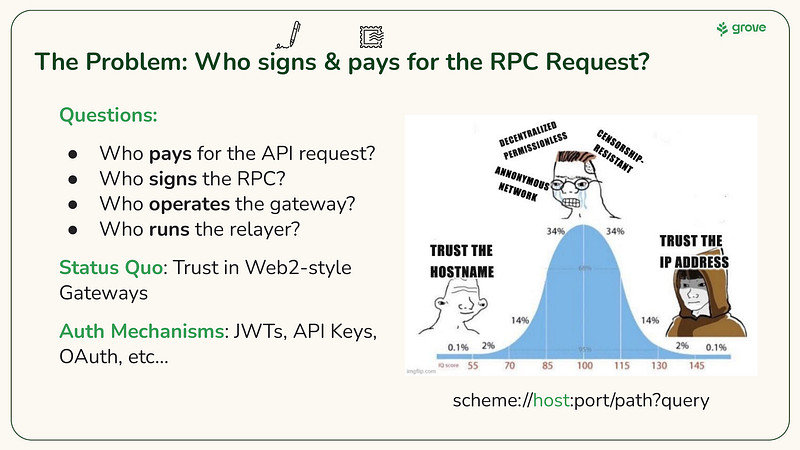 grove
The Problem: Who signs & pays for the RPC Request?
Questions:
● Who pays for the API request?
● Who signs the RPC?
● Who operates the gateway?
● Who runs the relayer?
Status Quo: Trust in Web2-style
Gateways
Auth Mechanisms: JWTs, API Keys,
OAuth, etc...
DECENTRALIZED
PERMISSIONLESS
CENSORSHIP-
RESISTANT
ANNONYMOUS
NETWORK
TRUST THE
HOSTNAME
TRUST THE
IP ADDRESS
34% 34%
68%
14% 14%
0.1% 2% 2% 0.1%
95%
IQ score 55 70 85 100 115 130 145
imgflip.com
scheme://host:port/path?query